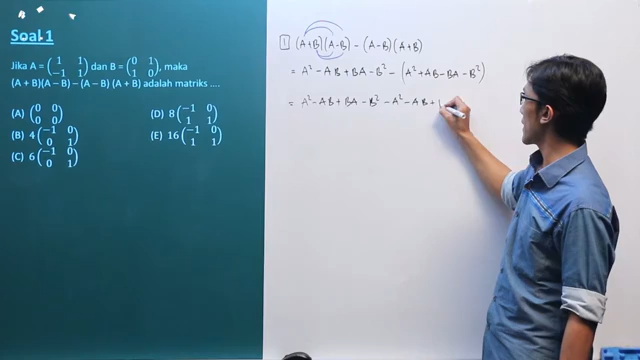 Soal 1
Jika A = ( 1 1 / −1 1 ) dan B = ( 0 1 / 1 0 ), maka
(A + B)(A − B) − (A − B) (A + B) adalah matriks ....
(A) ( 0 0 / 0 0 )
(B) 4 ( −1 0 / 0 1 )
(C) 6 ( −1 0 / 0 1 )
(D) 8 ( −1 0 / 1 1 )
(E) 16 ( −1 0 / 1 1 )
1 (A+B)(A−B) − (A−B)(A+B)
= A² − AB + BA − B² − (A² + AB − BA − B²)
= A² − AB + BA − B² − A² − AB +